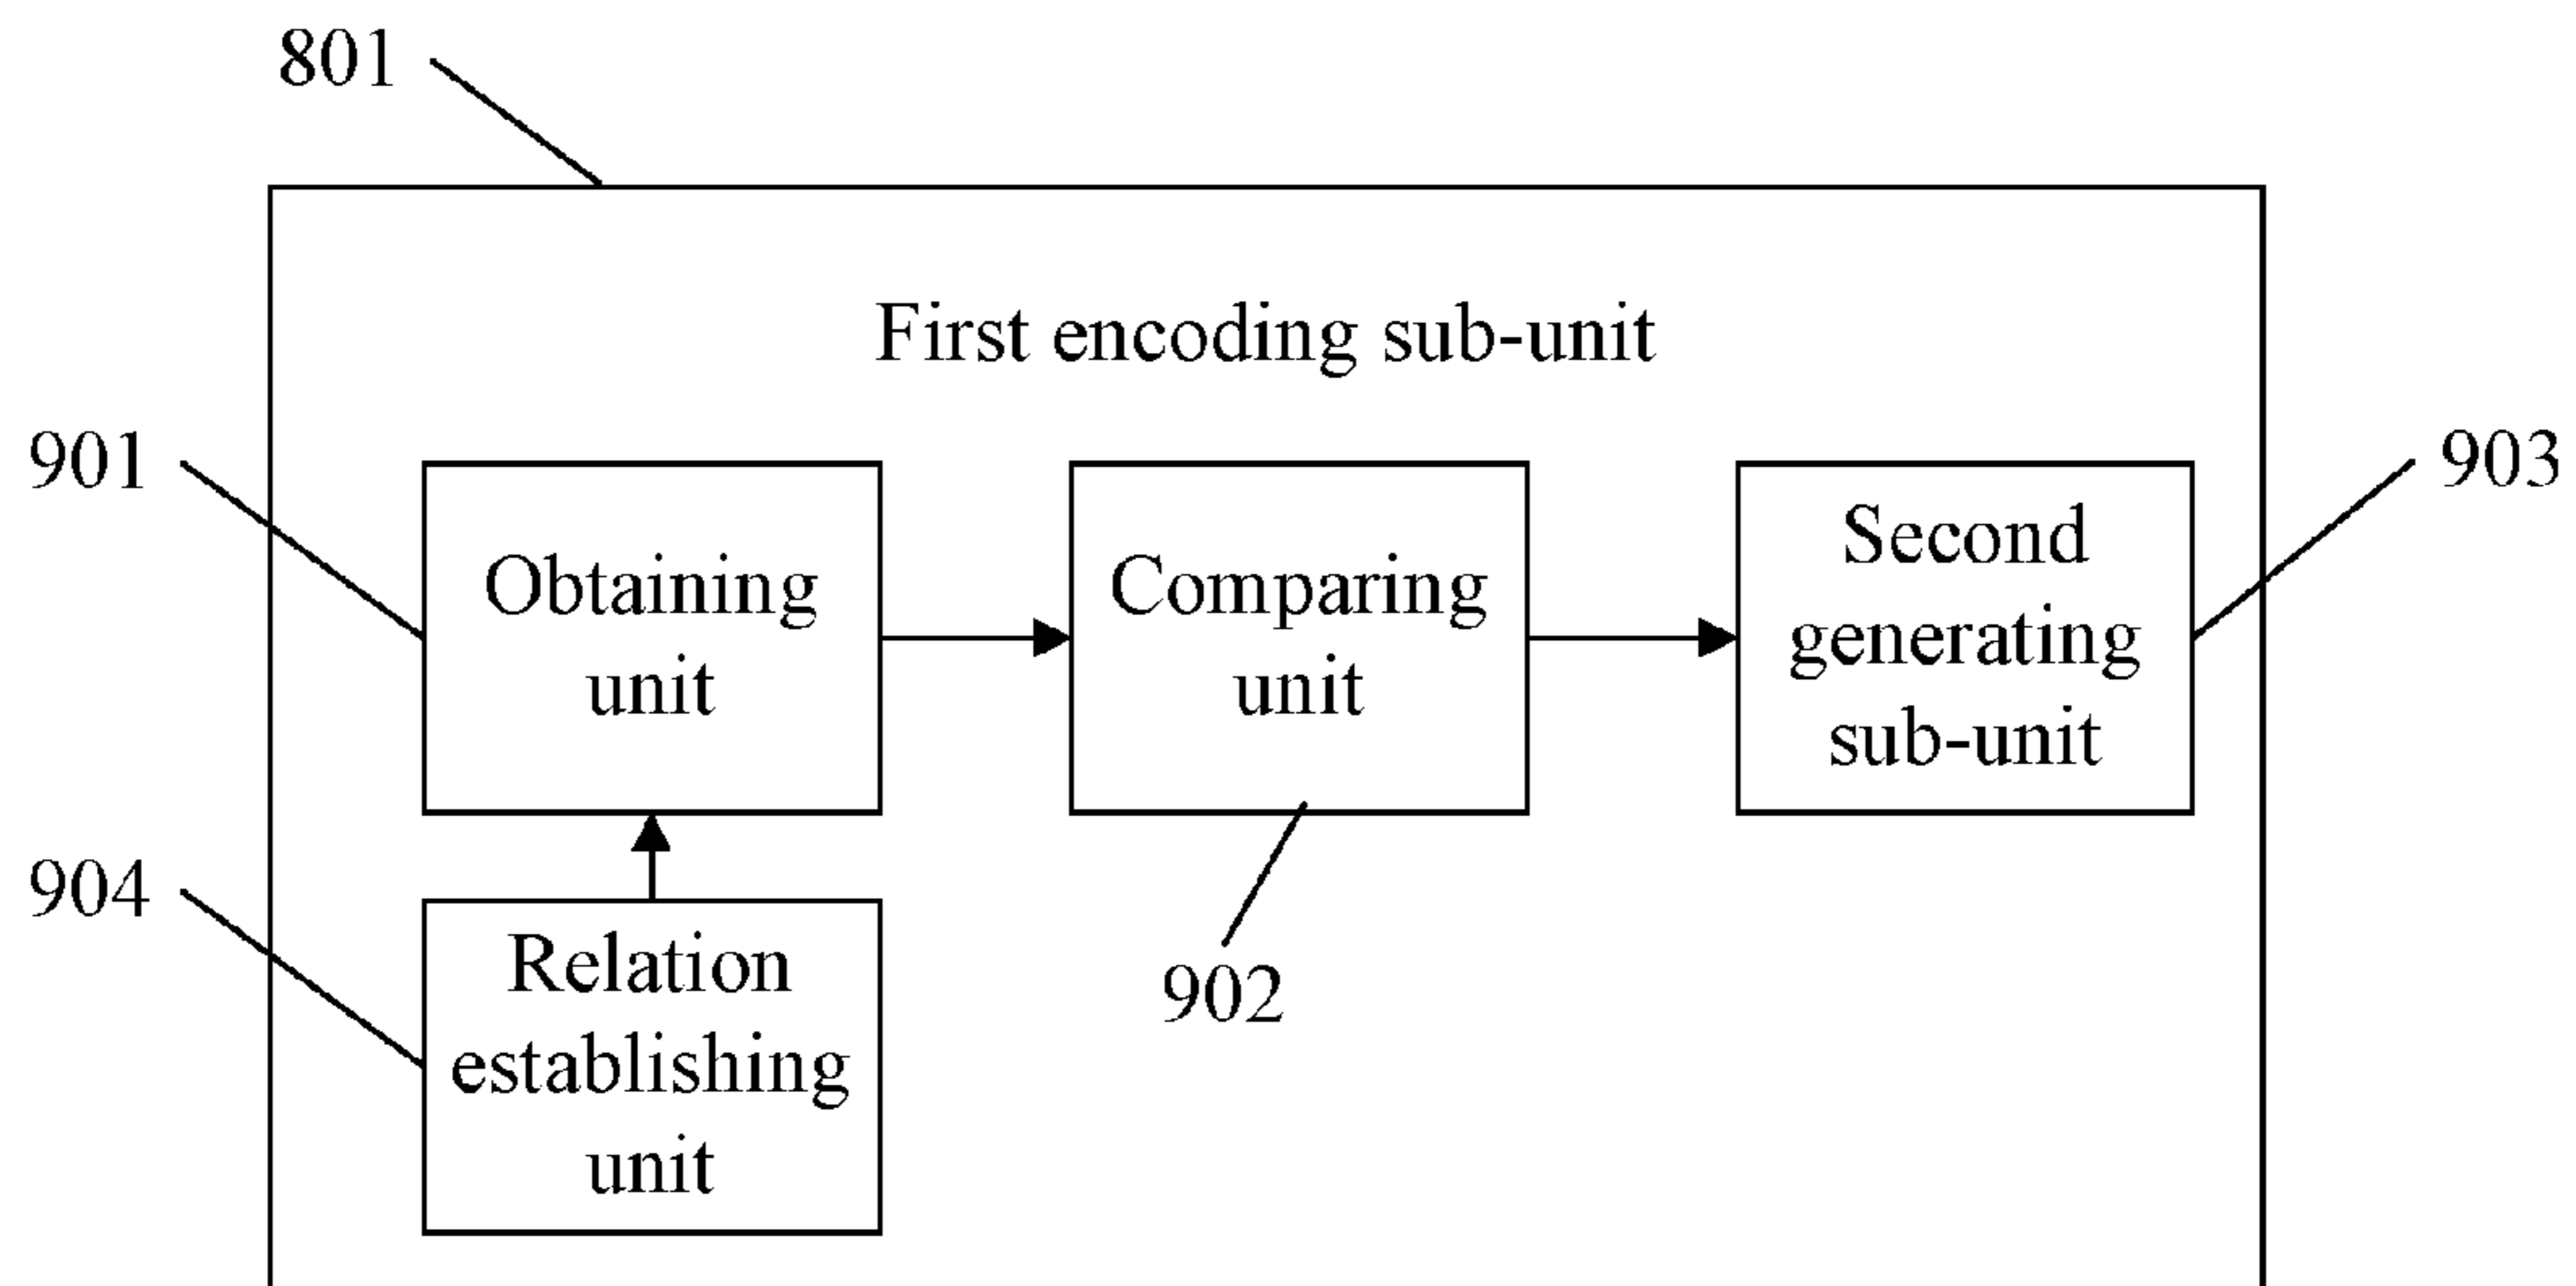 801
First encoding sub-unit
901
903
Obtaining
unit
Comparing
unit
Second
generating
sub-unit
904
902
Relation
establishing
unit